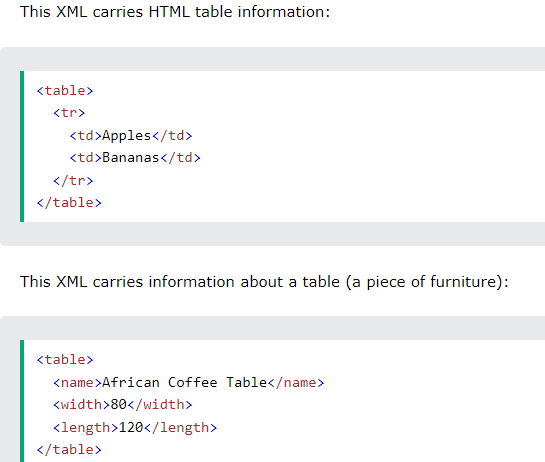 This XML carries HTML table information:
<table>
  <tr>
    <td>Apples</td>
    <td>Bananas</td>
  </tr>
</table>
This XML carries information about a table (a piece of furniture):
<table>
  <name>African Coffee Table</name>
  <width>80</width>
  <length>120</length>
</table>